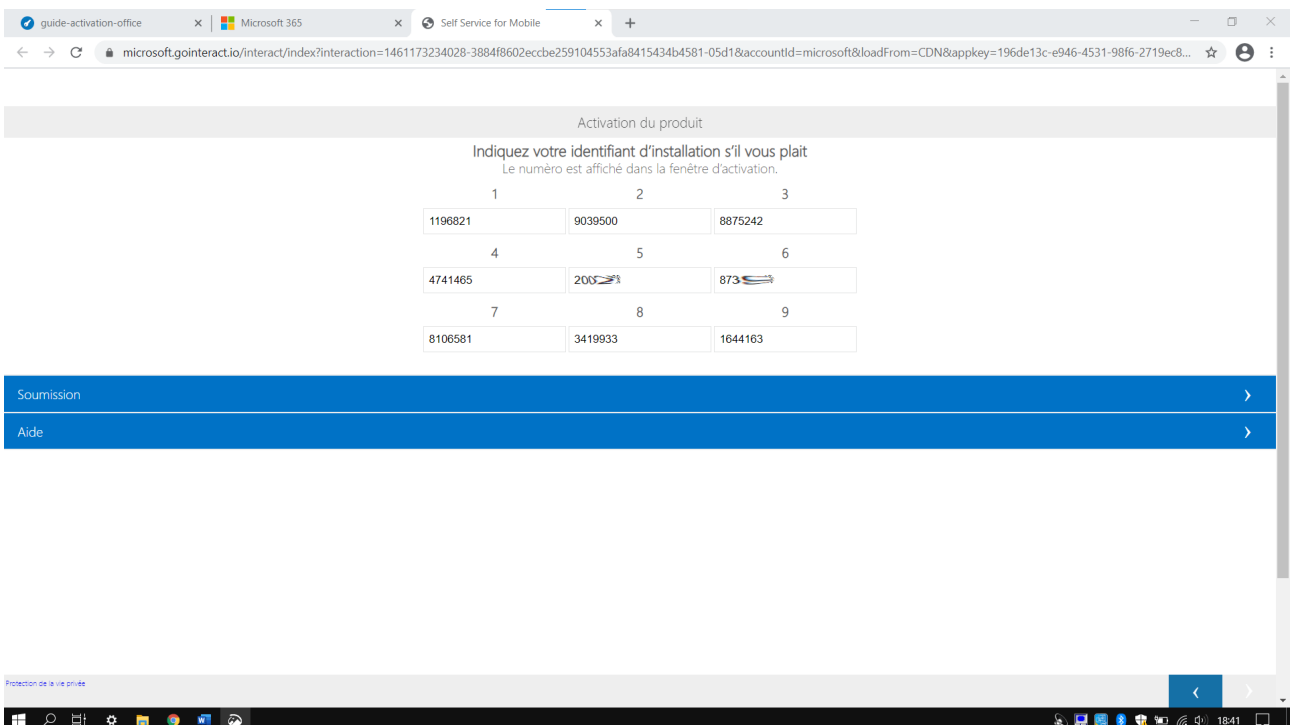 guide-activation-office
Microsoft 365
Self Service for Mobile
microsoft.gointeract.io/interact/index?interaction=1461173234028-3884f8602eccbe259104553afa8415434b4581-05d1&accountId=microsoft&loadFrom=CDN&appkey=196de13c-e946-4531-98f6-2719ec8...
Activation du produit
Indiquez votre identifiant d'installation s'il vous plait
Le numèro est affiché dans la fenêtre d'activation.
1 2 3
1196821 9039500 8875242
4 5 6
4741465
7 8 9
8106581 3419933 1644163
Soumission
Aide
Protection de la vie privée
18:41